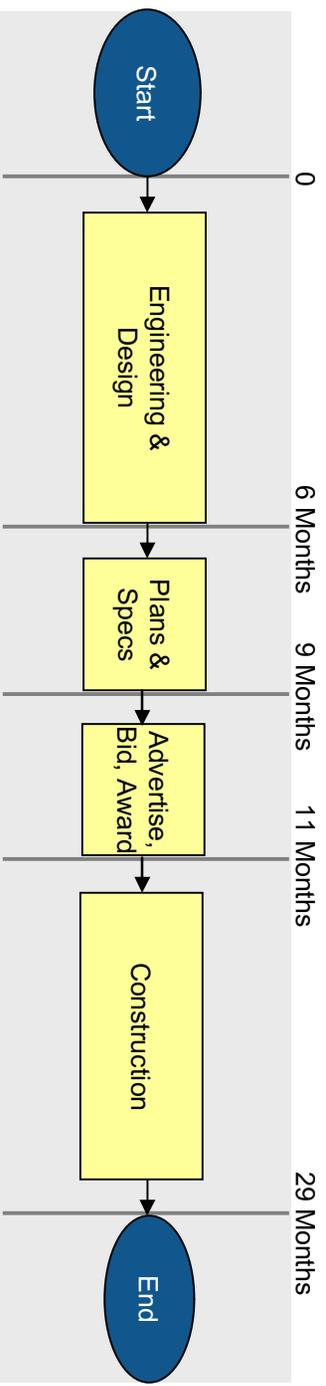 0
6 Months
9 Months
11 Months
29 Months
Start
Engineering &
Design
Plans &
Specs
Advertise,
Bid, Award
Construction
End